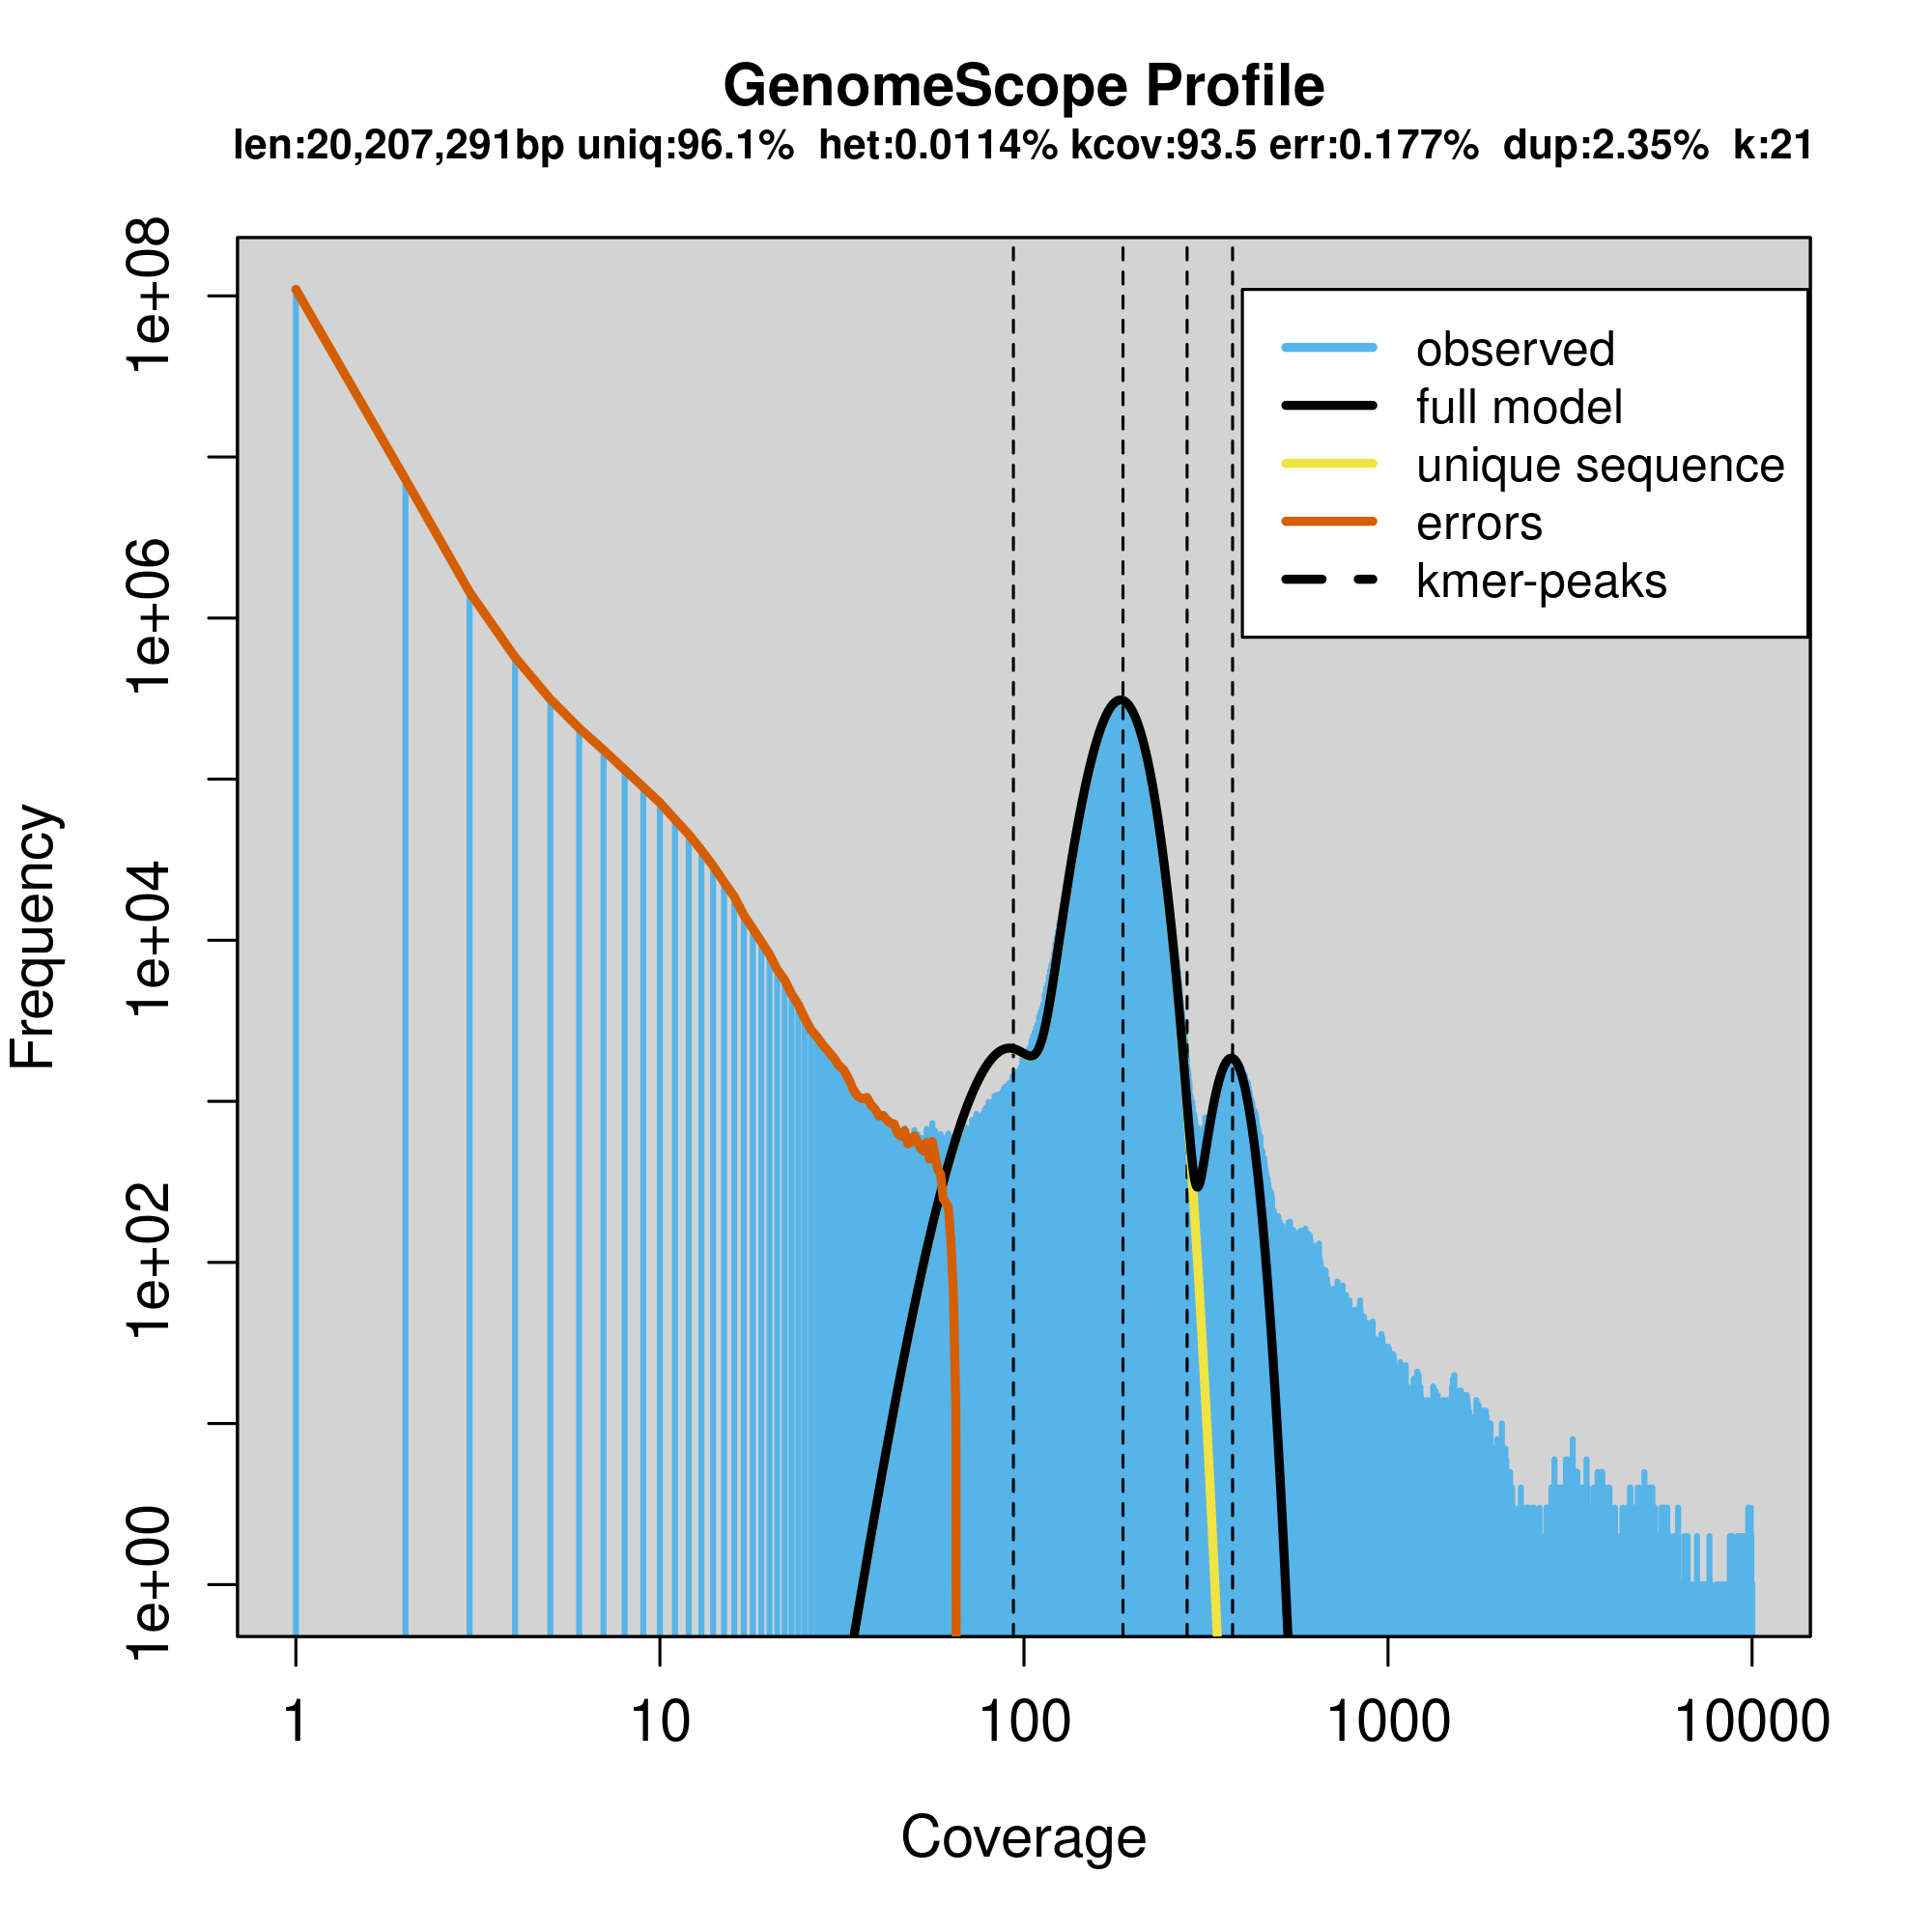 GenomeScope Profile
len:20,207,291bp uniq:96.1% het:0.0114% kcov:93.5 err:0.177% dup:2.35% k:21
1e+08
1e+06
1e+04
1e+02
1e+00
Frequency
observed
full model
unique sequence
errors
kmer-peaks
1 10 100 1000 10000
Coverage